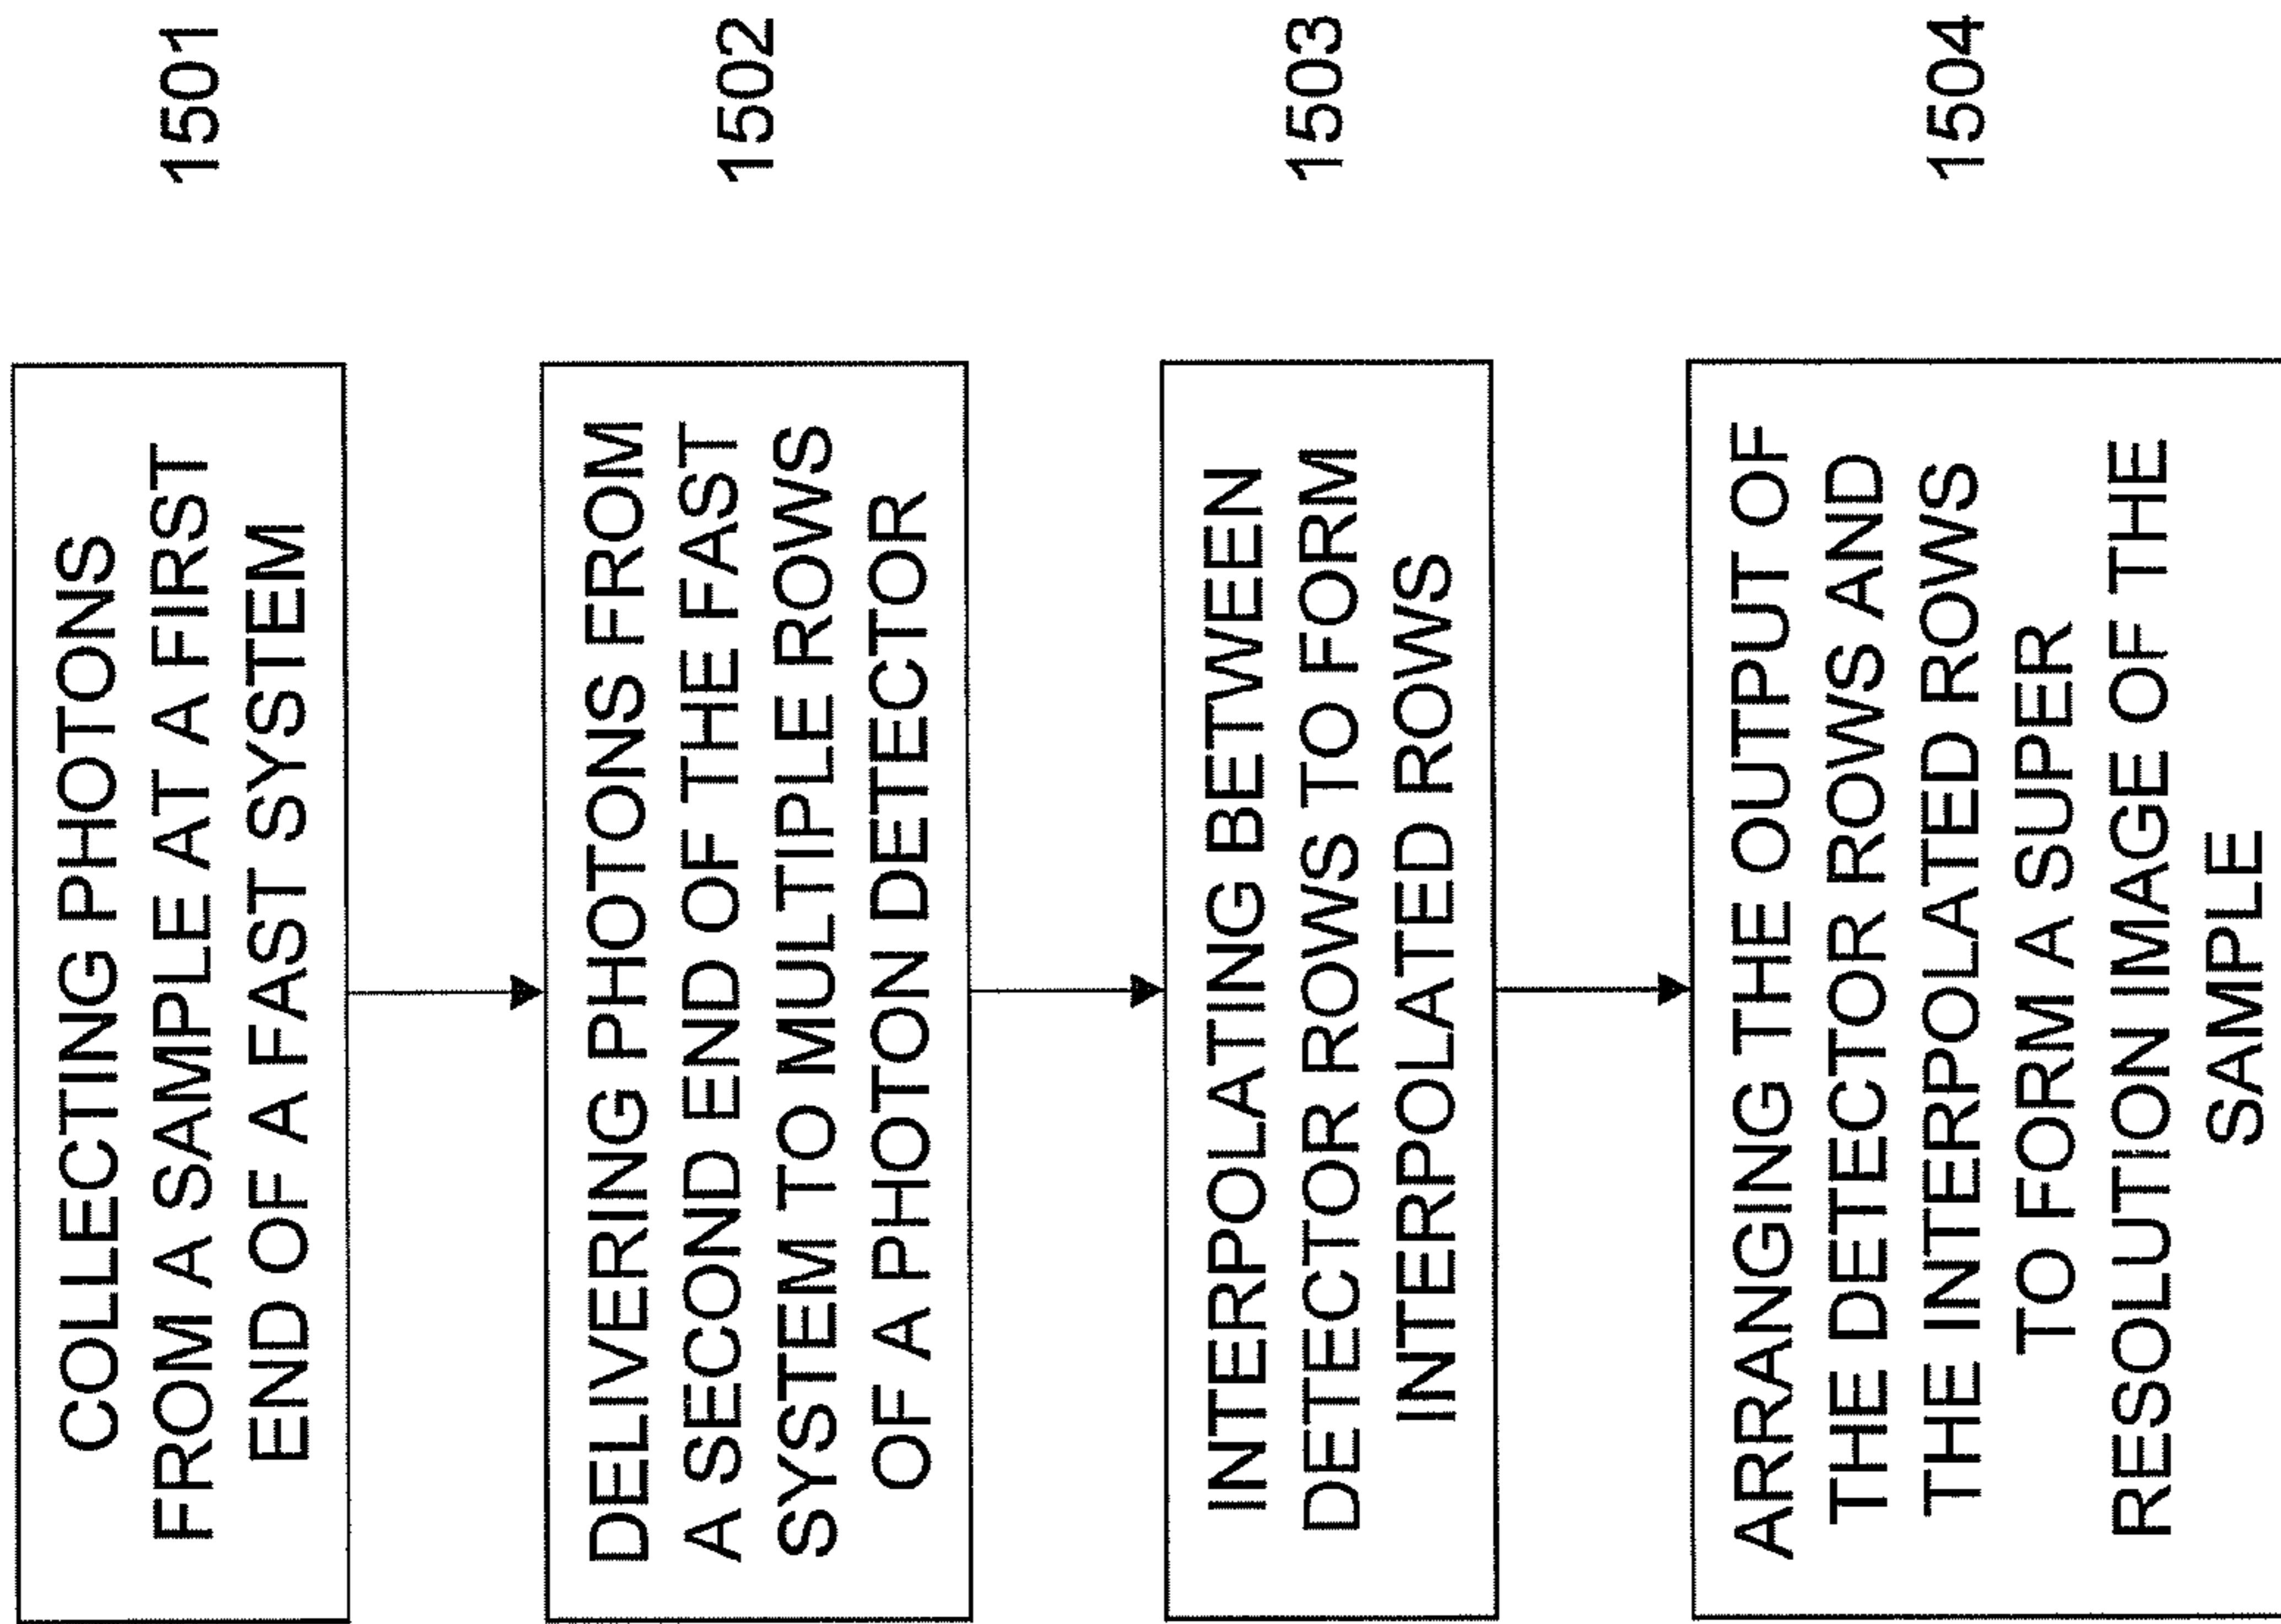 COLLECTING PHOTONS
FROM A SAMPLE AT A FIRST
END OF A FAST SYSTEM
1501
DELIVERING PHOTONS FROM
A SECOND END OF THE FAST
SYSTEM TO MULTIPLE ROWS
OF A PHOTON DETECTOR
1502
INTERPOLATING BETWEEN
DETECTOR ROWS TO FORM
INTERPOLATED ROWS
1503
ARRANGING THE OUTPUT OF
THE DETECTOR ROWS AND
THE INTERPOLATED ROWS
TO FORM A SUPER
RESOLUTION IMAGE OF THE
SAMPLE
1504